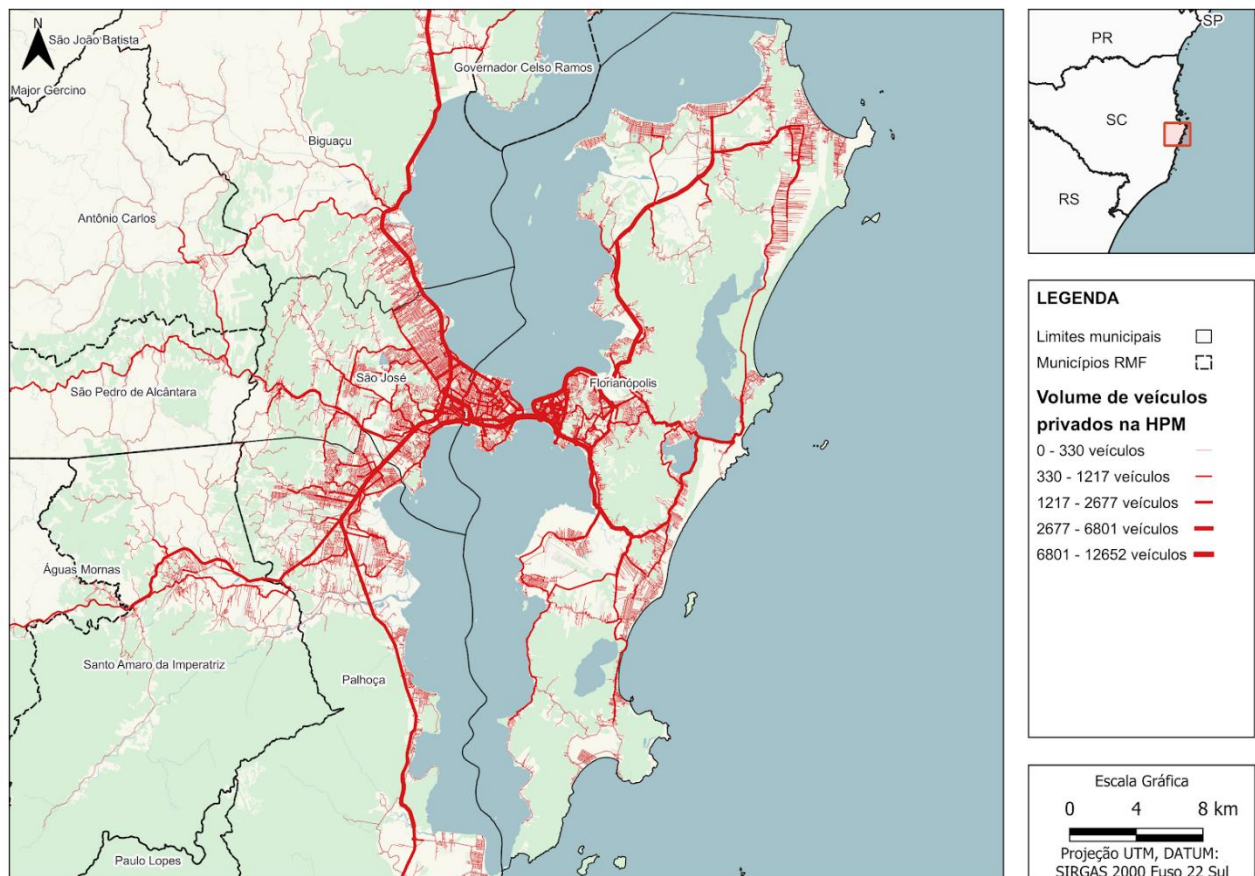 N
São João Batista
Major Gercino
Governador Celso Ramos
Biguaçu
Antônio Carlos
São José
Florianópolis
São Pedro de Alcântara
Águas Mornas
Santo Amaro da Imperatriz
Palhoça
Paulo Lopes
SP
PR
SC
RS
LEGENDA
Limites municipais
Municípios RMF
Volume de veículos
privados na HPM
0 - 330 veículos
330 - 1217 veículos
1217 - 2677 veículos
2677 - 6801 veículos
6801 - 12652 veículos
Escala Gráfica
0 4 8 km
Projeção UTM, DATUM:
SIRGAS 2000 Fuso 22 Sul